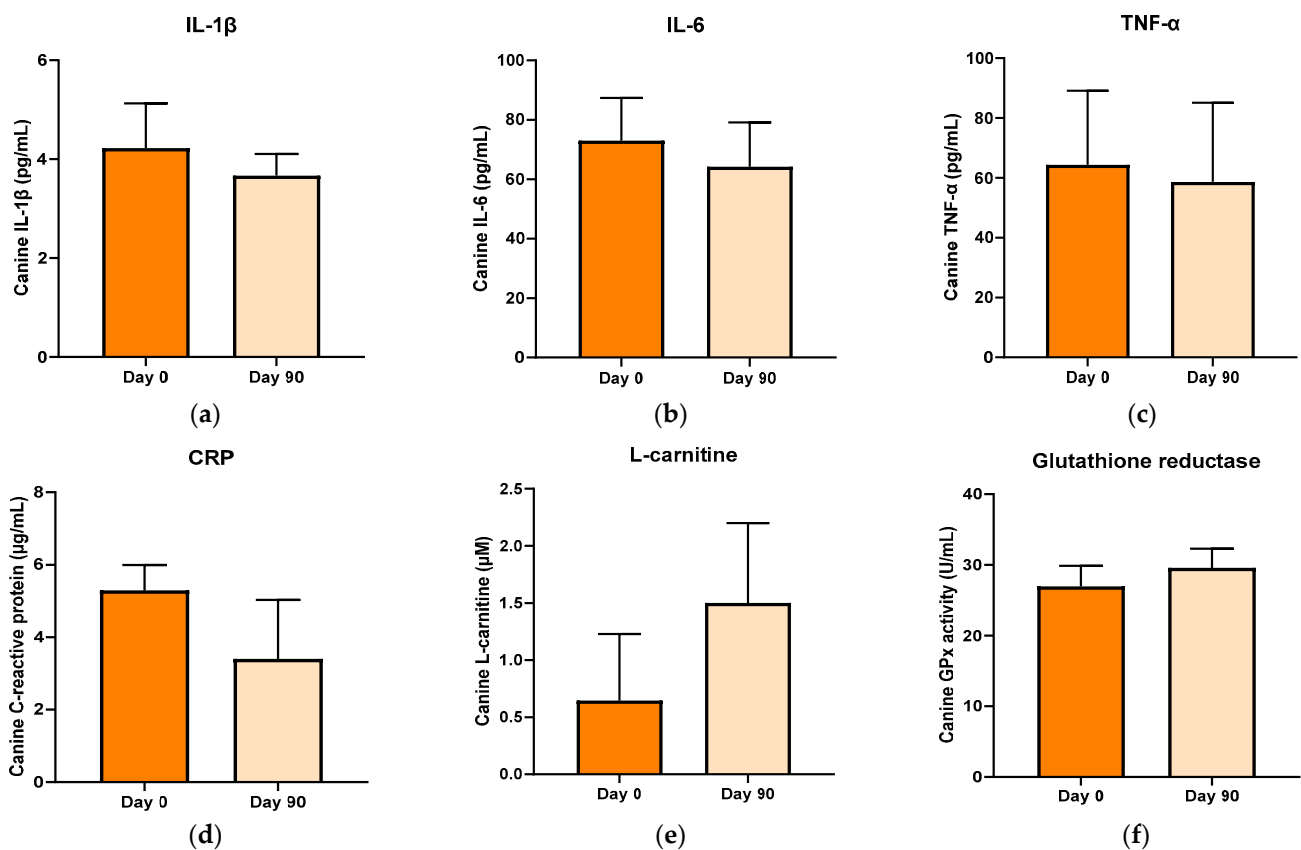 IL-1β
Canine IL-1β (pg/mL)
6
4
2
0
Day 0 Day 90
(a)
IL-6
Canine IL-6 (pg/mL)
100
80
60
40
20
0
Day 0 Day 90
(b)
TNF-α
Canine TNF-α (pg/mL)
100
80
60
40
20
0
Day 0 Day 90
(c)
CRP
Canine C-reactive protein (μg/mL)
8
6
4
2
0
Day 0 Day 90
(d)
L-carnitine
Canine L-carnitine (μM)
2.5
2.0
1.5
1.0
0.5
0.0
Day 0 Day 90
(e)
Glutathione reductase
Canine GPx activity (U/mL)
40
30
20
10
0
Day 0 Day 90
(f)